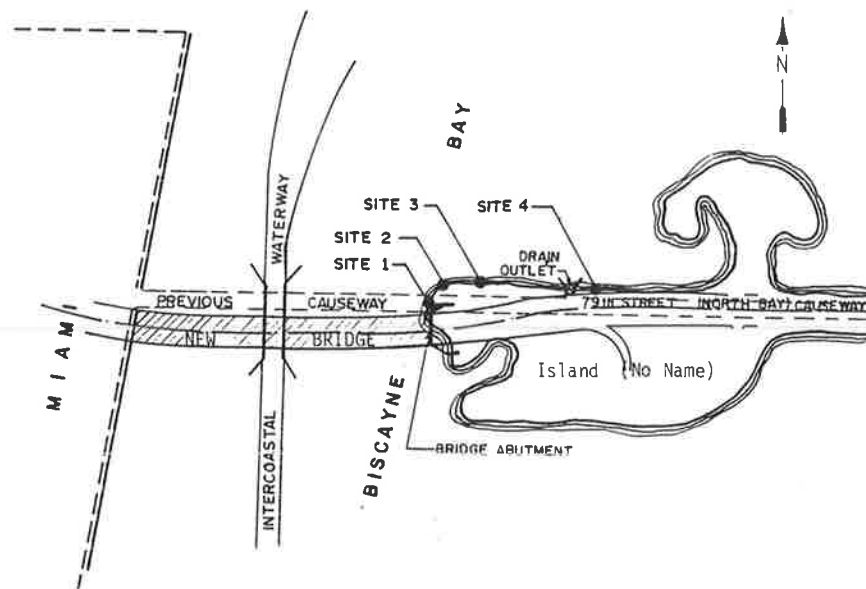 N
BAY
SITE 3
SITE 4
SITE 2
SITE 1
WATERWAY
DRAIN
OUTLET
PREVIOUS CAUSEWAY
79TH STREET (NORTH BAY) CAUSEWAY
NEW BRIDGE
MIAMI
Island (No Name)
BISCAYNE
BRIDGE ABUTMENT
INTERCOASTAL